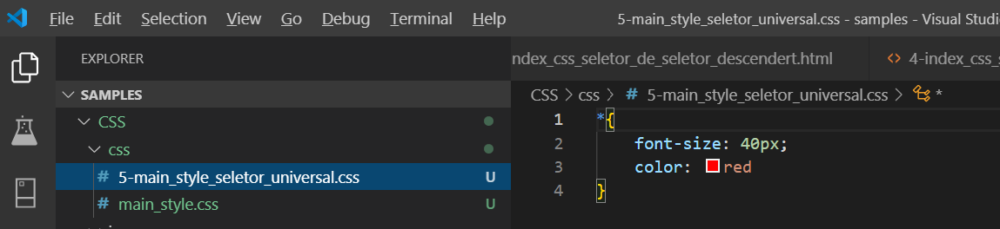 File Edit Selection View Go Debug Terminal Help 5-main_style_seletor_universal.css - samples - Visual Studio
EXPLORER
ndex_css_seletor_de_seletor_descendert.html 4-index_css_s
SAMPLES
CSS > css > # 5-main_style_seletor_universal.css > *
CSS
css
# 5-main_style_seletor_universal.css U
# main_style.css U
1 *{
2 font-size: 40px;
3 color: red
4 }